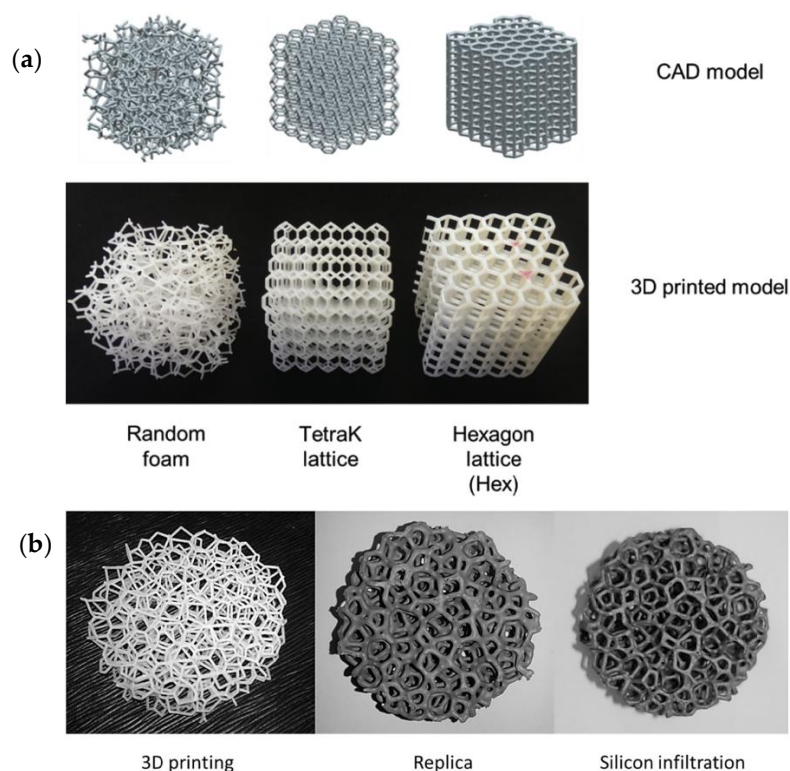 (a)
CAD model
3D printed model
Random
foam
TetraK
lattice
Hexagon
lattice
(Hex)
(b)
3D printing
Replica
Silicon infiltration